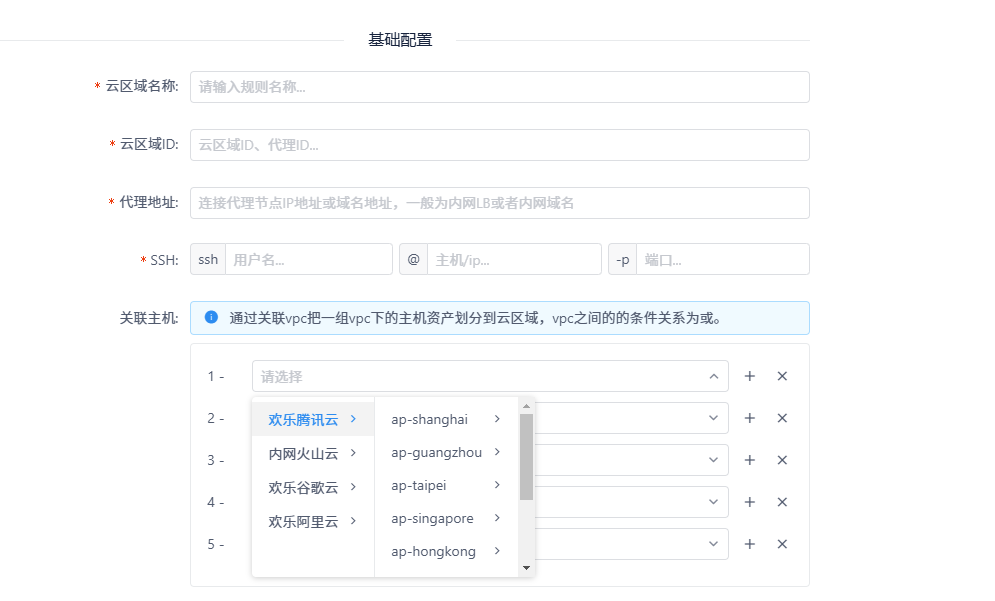 基础配置
* 云区域名称: 请输入规则名称...
* 云区域ID: 云区域ID、代理ID...
* 代理地址: 连接代理节点IP地址或域名地址，一般为内网LB或者内网域名
* SSH: ssh 用户名... @ 主机/ip... -p 端口...
关联主机: 通过关联vpc把一组vpc下的主机资产划分到云区域，vpc之间的的条件关系为或。
1 - 请选择
2 -
3 -
4 -
5 -
欢乐腾讯云
内网火山云
欢乐谷歌云
欢乐阿里云
ap-shanghai
ap-guangzhou
ap-taipei
ap-singapore
ap-hongkong